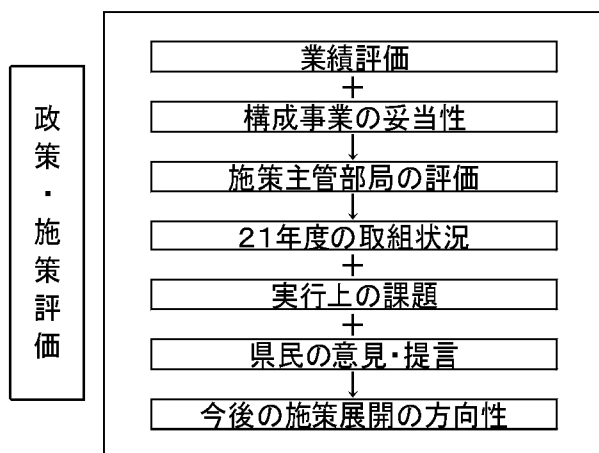 政策・施策評価
業績評価
＋
構成事業の妥当性
↓
施策主管部局の評価
↓
２１年度の取組状況
＋
実行上の課題
＋
県民の意見・提言
↓
今後の施策展開の方向性